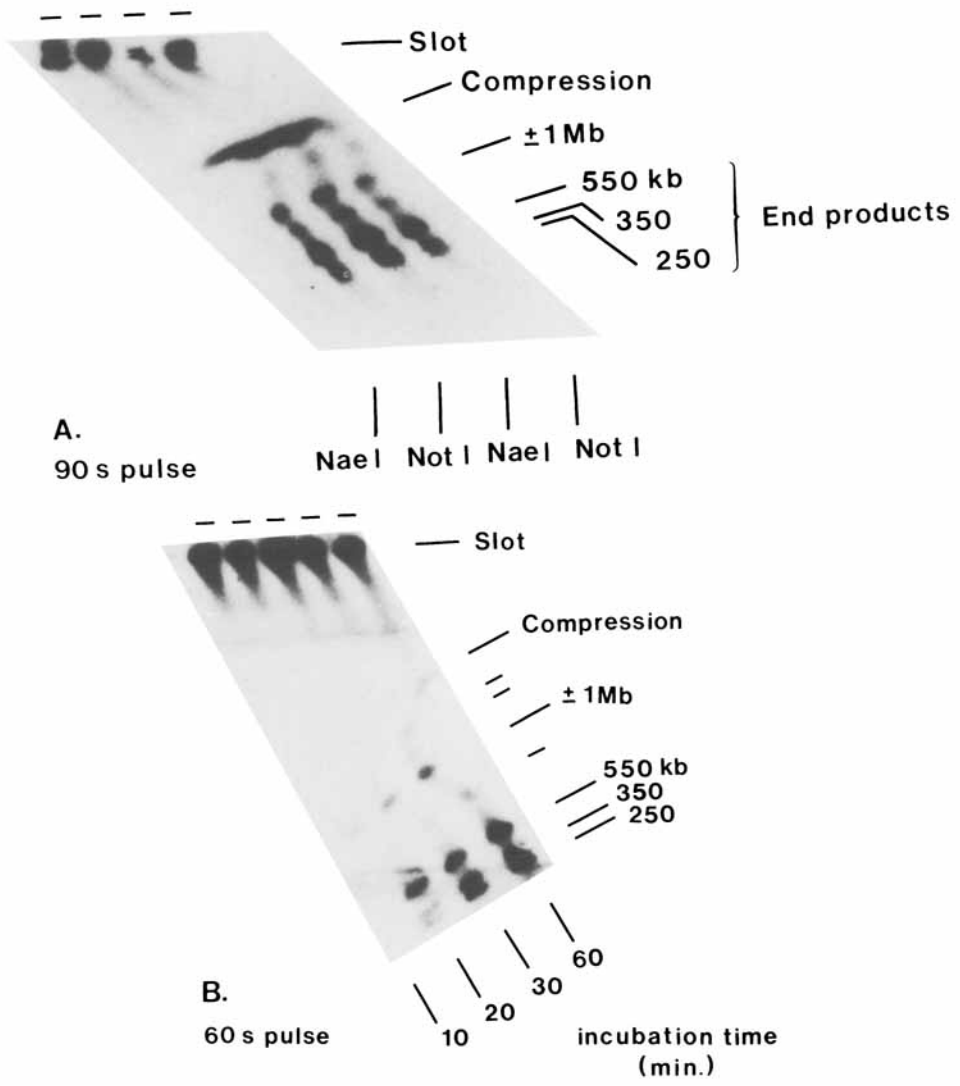 Slot
Compression
± 1Mb
550 kb
350
250
End products
A.
90 s pulse
Nae I Not I Nae I Not I
Slot
Compression
± 1Mb
550 kb
350
250
B.
60 s pulse
10
20
30
60
incubation time
(min.)